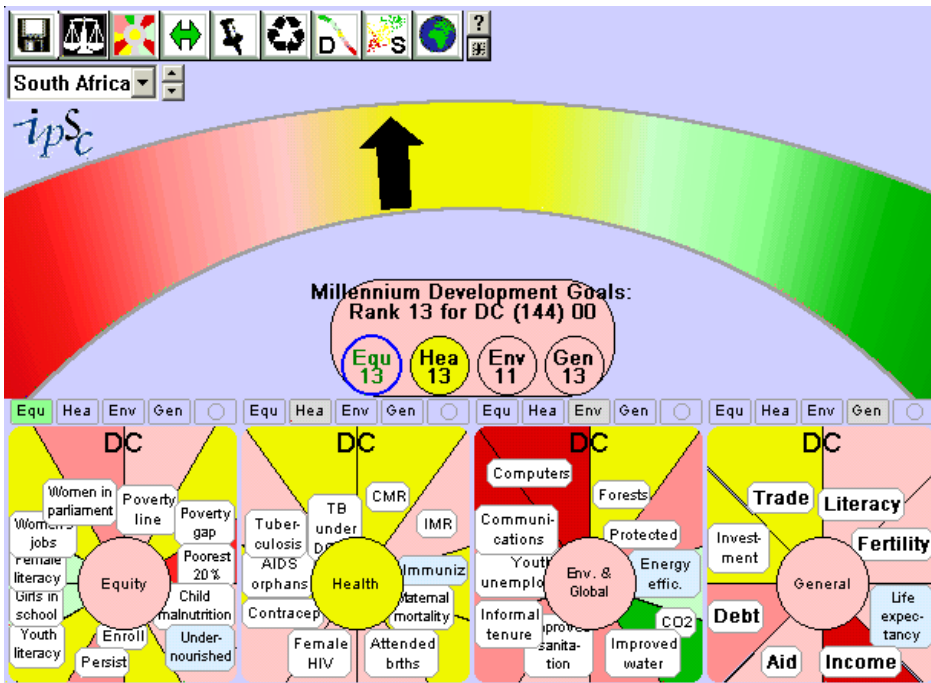 D
S
?
South Africa
ipSc
Millennium Development Goals:
Rank 13 for DC (144) 00
Equ
13
Hea
13
Env
11
Gen
13
Equ Hea Env Gen
Equ Hea Env Gen
Equ Hea Env Gen
Equ Hea Env Gen
DC
Women in
parliament
Poverty
line
Women's
jobs
Poverty
gap
Female
literacy
Poorest
20%
Girls in
school
Equity
Child
malnutrition
Youth
literacy
Enroll
Persist
Under-
nourished
DC
CMR
TB
under
Tuber-
culosis
IMR
AIDS
orphans
Health
Immuniz
Contracep
Maternal
mortality
Female
HIV
Attended
brths
DC
Computers
Forests
Communi-
cations
Protected
Youth
unemplo
Env. &
Global
Energy
effic.
Informal
tenure
CO2
sanita-
tion
Improved
water
DC
Trade
Literacy
Invest-
ment
Fertility
General
Debt
Life
expec-
tancy
Aid
Income